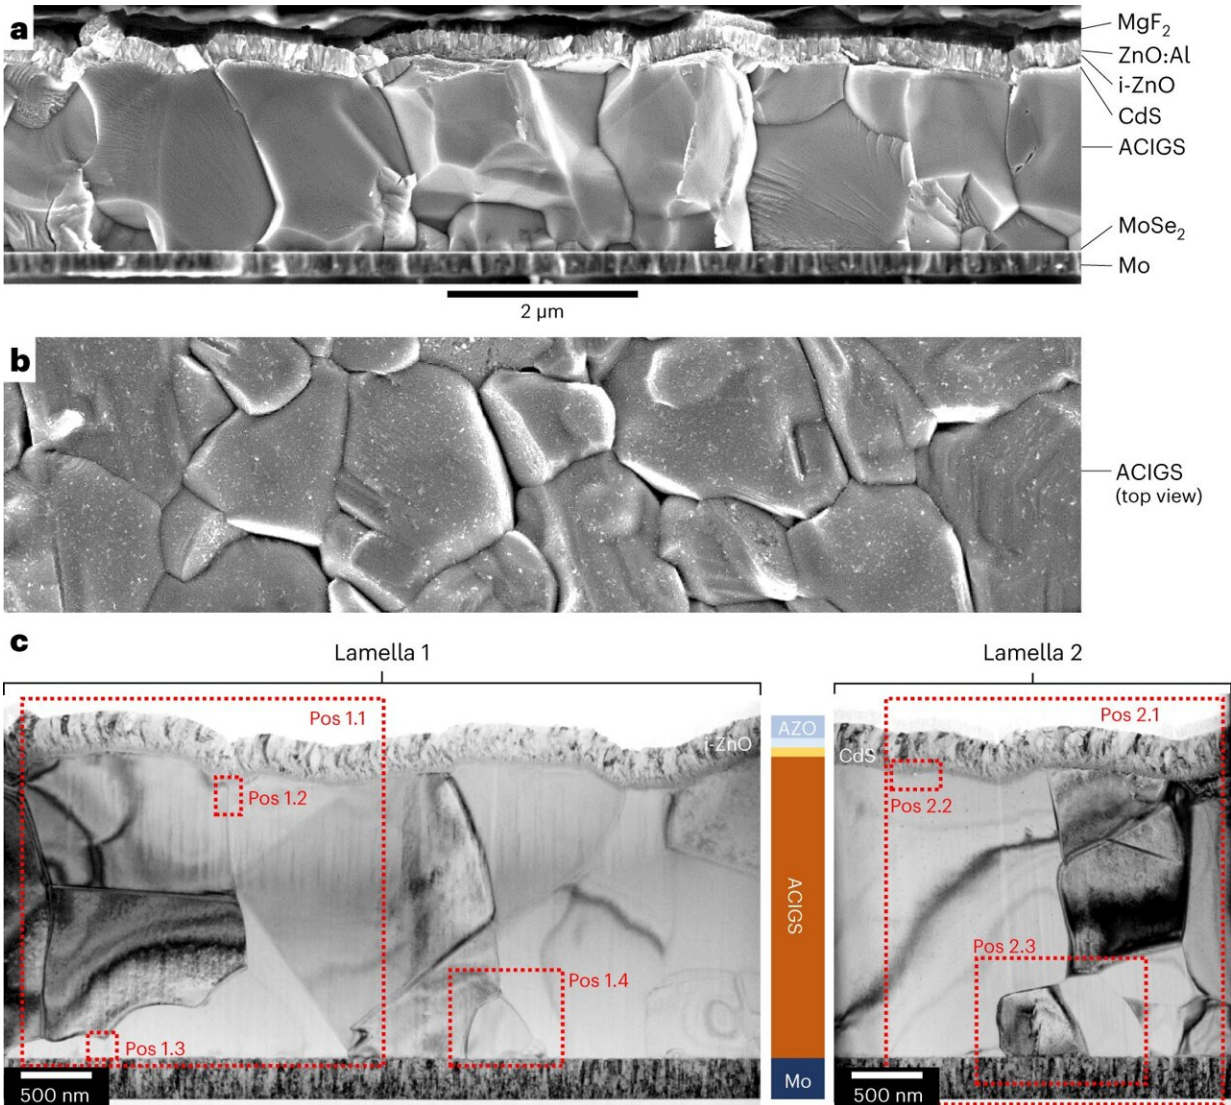 a
MgF₂
ZnO:Al
i-ZnO
CdS
ACIGS
MoSe₂
Mo
2 µm
b
ACIGS
(top view)
c
Lamella 1
Lamella 2
Pos 1.1
i-ZnO
Pos 1.2
Pos 1.3
Pos 1.4
500 nm
AZO
ACIGS
Mo
CdS
Pos 2.1
Pos 2.2
Pos 2.3
500 nm